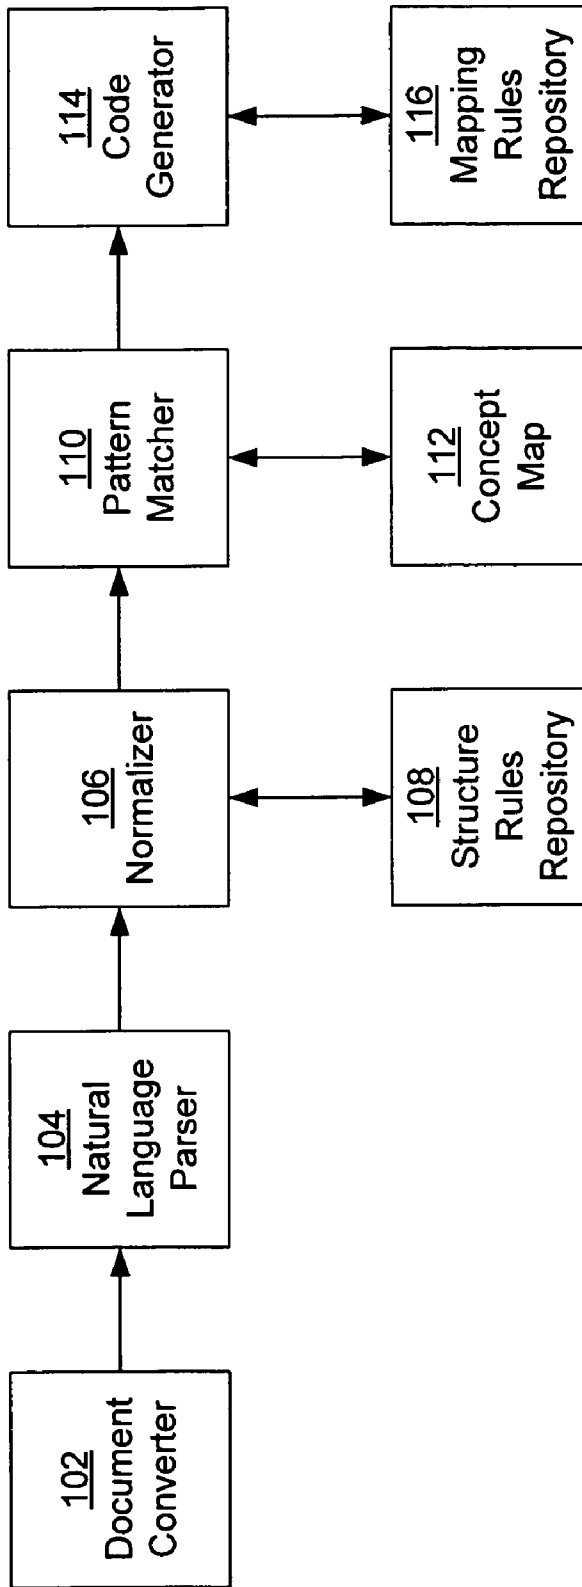 102
Document
Converter
104
Natural
Language
Parser
106
Normalizer
110
Pattern
Matcher
114
Code
Generator
108
Structure
Rules
Repository
112
Concept
Map
116
Mapping
Rules
Repository